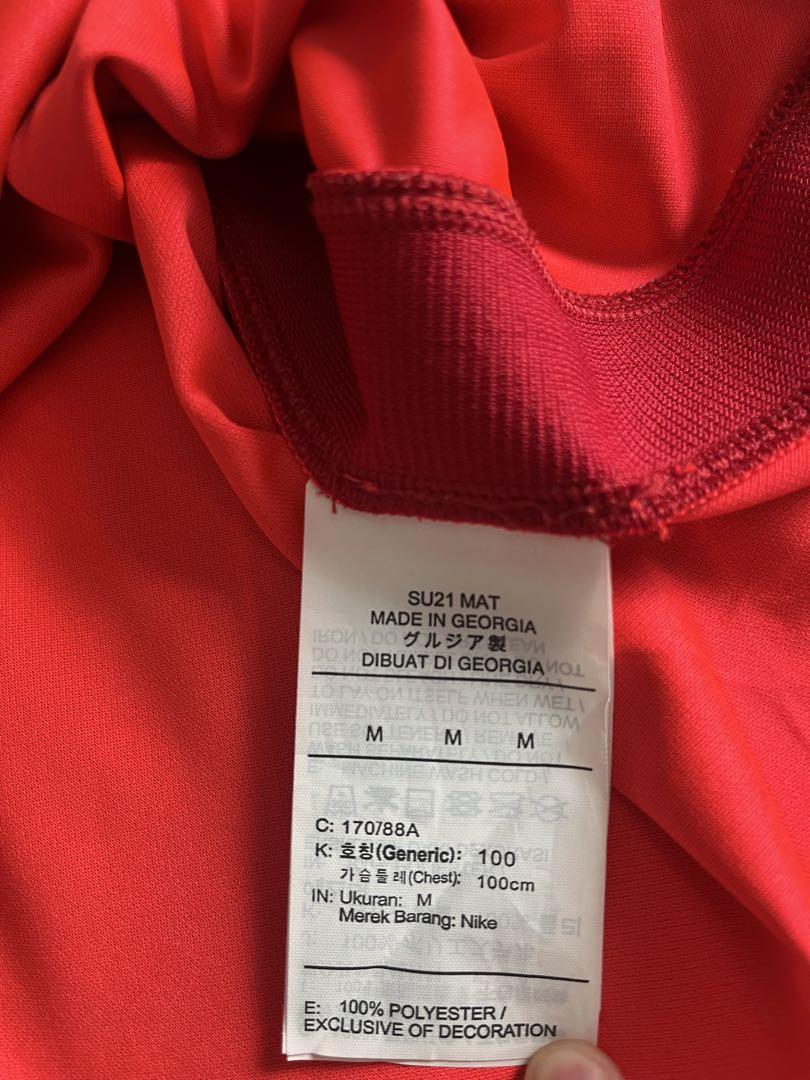 SU21 MAT
MADE IN GEORGIA
グルジア製
DIBUAT DI GEORGIA
M M M
C: 170/88A
K: 호칭(Generic): 100
가슴둘레(Chest): 100cm
IN: Ukuran: M
Merek Barang: Nike
E: 100% POLYESTER /
EXCLUSIVE OF DECORATION